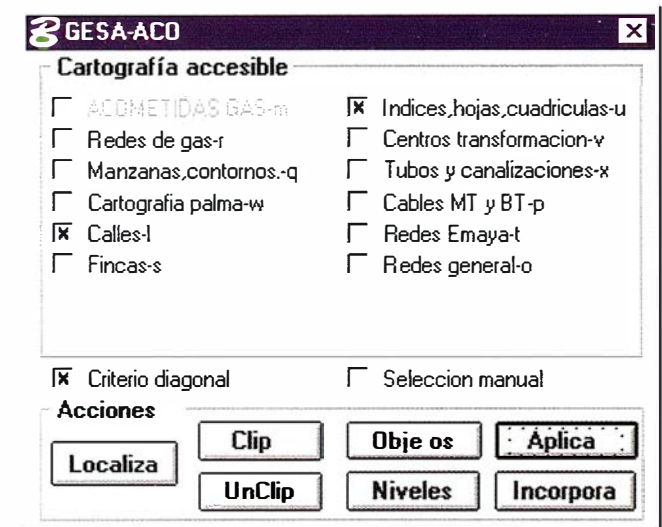 GESA-ACO
Cartografía accesible
ACOMETIDAS GAS-m
Redes de gas-r
Manzanas,contornos.-q
Cartografia palma-w
Calles-l
Fincas-s
Indices,hojas,cuadriculas-u
Centros transformacion-v
Tubos y canalizaciones-x
Cables MT y BT-p
Redes Emaya-t
Redes general-o
Criterio diagonal
Seleccion manual
Acciones
Localiza
Clip
UnClip
Obje os
Niveles
Aplica
Incorpora